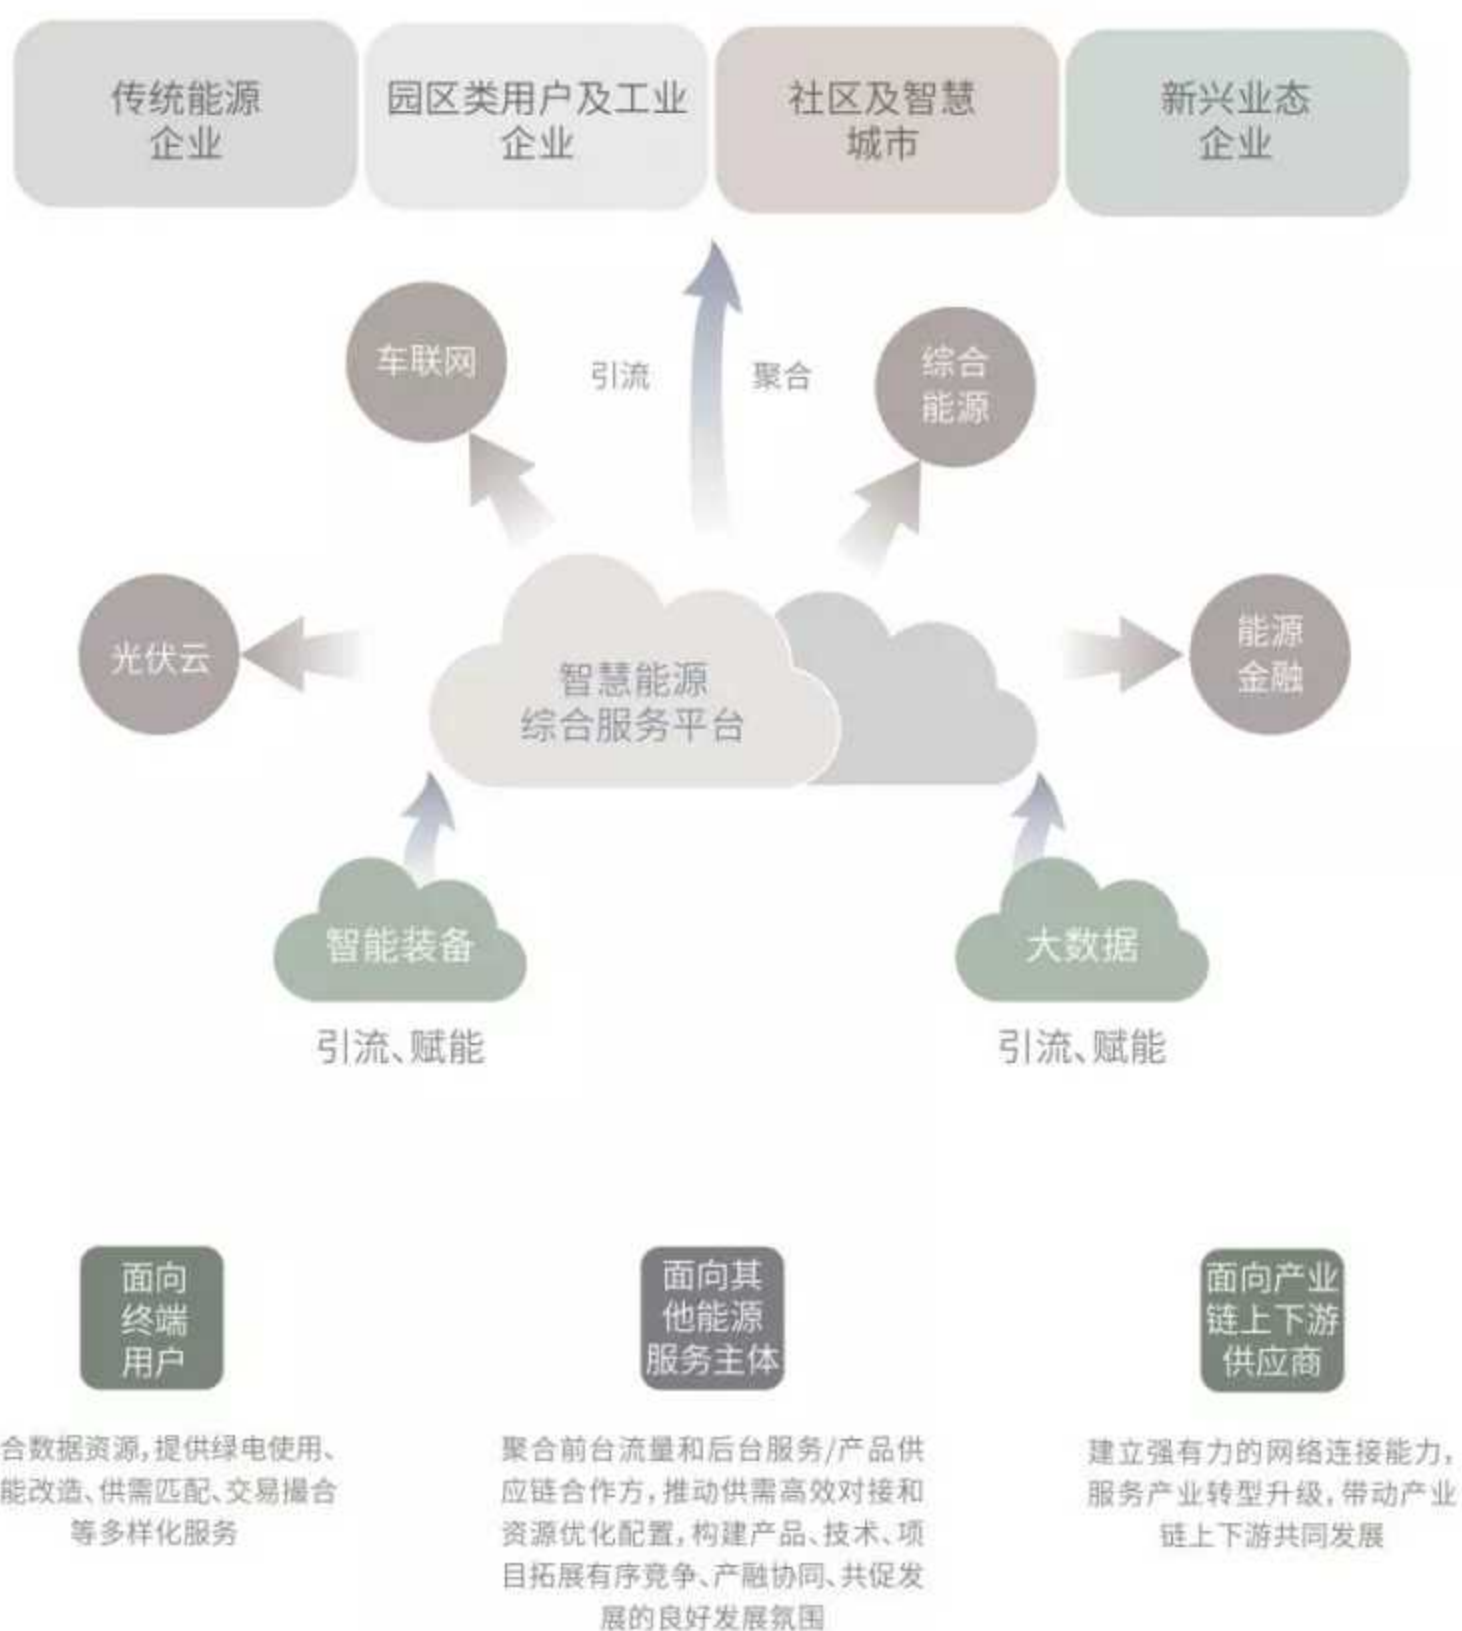 传统能源
企业
园区类用户及工业
企业
社区及智慧
城市
新兴业态
企业
车联网
引流
聚合
综合
能源
光伏云
智慧能源
综合服务平台
能源
金融
智能装备
大数据
引流、赋能
引流、赋能
面向
终端
用户
合数据资源,提供绿电使用、
能改造、供需匹配、交易撮合
等多样化服务
面向其
他能源
服务主体
聚合前台流量和后台服务/产品供
应链合作方,推动供需高效对接和
资源优化配置,构建产品、技术、项
目拓展有序竞争、产融协同、共促发
展的良好发展氛围
面向产业
链上下游
供应商
建立强有力的网络连接能力,
服务产业转型升级,带动产业
链上下游共同发展